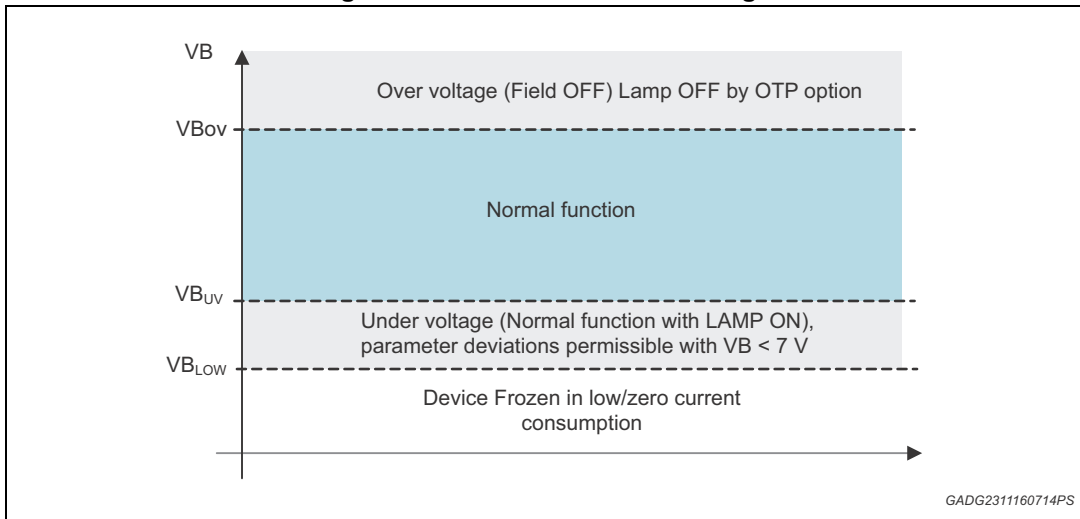 VB
Over voltage (Field OFF) Lamp OFF by OTP option
VBov
Normal function
VBUV
Under voltage (Normal function with LAMP ON),
parameter deviations permissible with VB < 7 V
VBLOW
Device Frozen in low/zero current
consumption
GADG2311160714PS